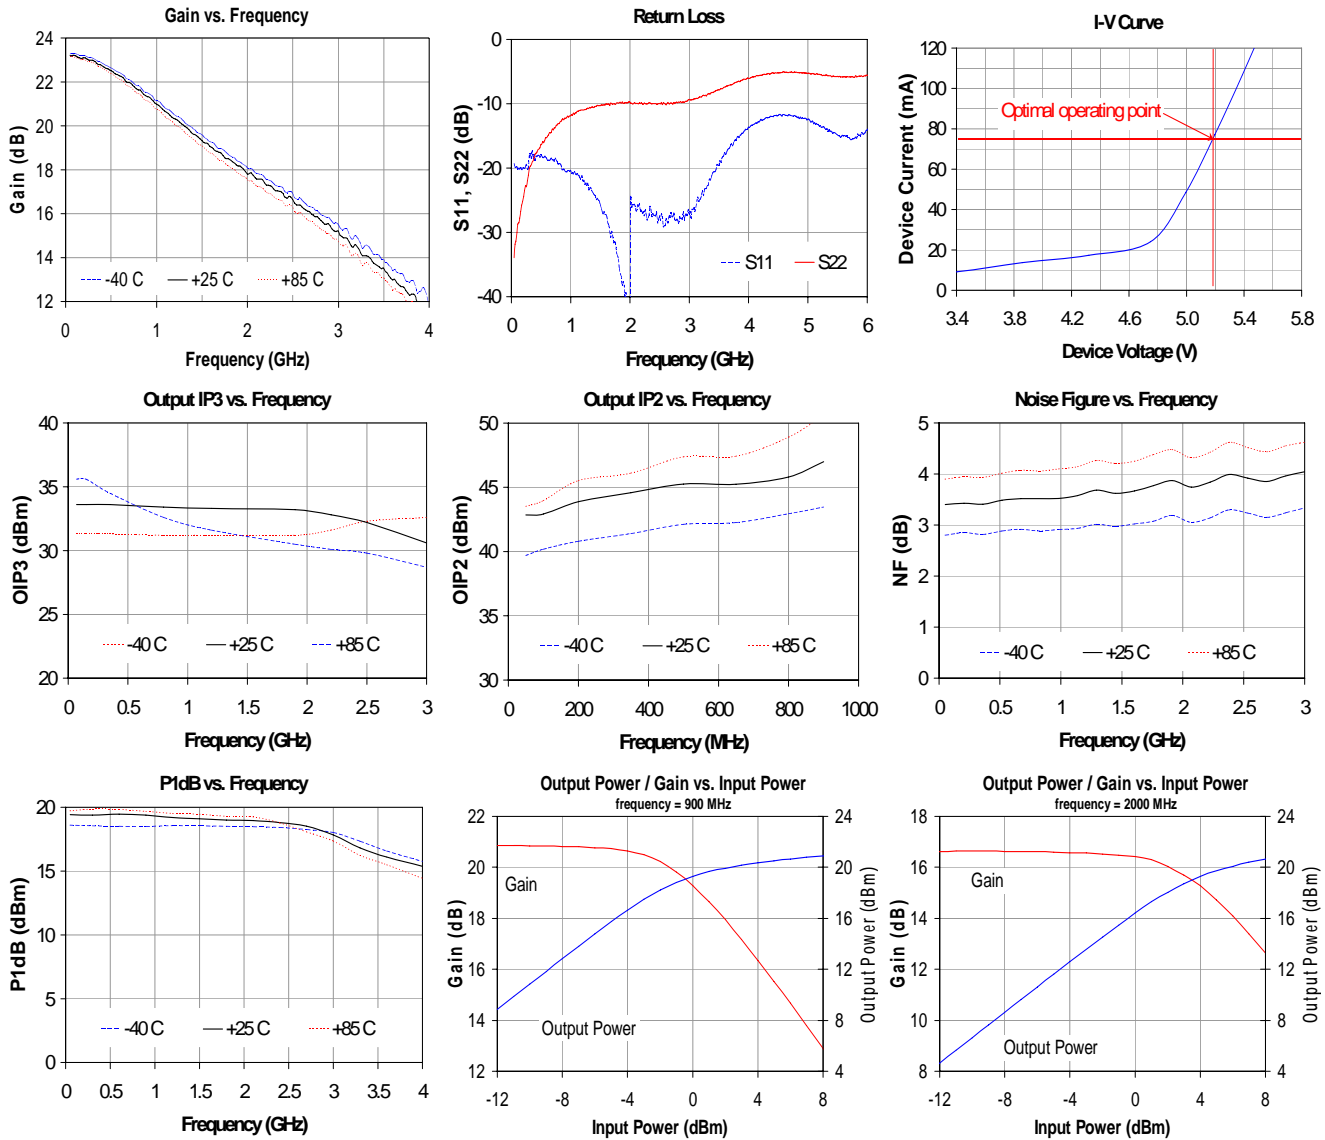 Gain vs. Frequency
24
22
20
18
16
14
12
Gain (dB)
-40 C +25 C +85 C
0 1 2 3 4
Frequency (GHz)
Return Loss
0
-10
-20
-30
-40
S11, S22 (dB)
S11 S22
0 1 2 3 4 5 6
Frequency (GHz)
I-V Curve
120
100
80
60
40
20
0
Device Current (mA)
Optimal operating point
3.4 3.8 4.2 4.6 5.0 5.4 5.8
Device Voltage (V)
Output IP3 vs. Frequency
40
35
30
25
20
OIP3 (dBm)
-40 C +25 C +85 C
0 0.5 1 1.5 2 2.5 3
Frequency (GHz)
Output IP2 vs. Frequency
50
45
40
35
30
OIP2 (dBm)
-40 C +25 C +85 C
0 200 400 600 800 1000
Frequency (MHz)
Noise Figure vs. Frequency
5
4
3
2
1
0
NF (dB)
-40 C +25 C +85 C
0 0.5 1 1.5 2 2.5 3
Frequency (GHz)
P1dB vs. Frequency
20
15
10
5
0
P1dB (dBm)
-40 C +25 C +85 C
0 0.5 1 1.5 2 2.5 3 3.5 4
Frequency (GHz)
Output Power / Gain vs. Input Power
frequency = 900 MHz
22
20
18
16
14
12
Gain (dB)
Gain
Output Power
24
20
16
12
8
4
Output Power (dBm)
-12 -8 -4 0 4 8
Input Power (dBm)
Output Power / Gain vs. Input Power
frequency = 2000 MHz
18
16
14
12
10
8
Gain (dB)
Gain
Output Power
24
20
16
12
8
4
Output Power (dBm)
-12 -8 -4 0 4 8
Input Power (dBm)